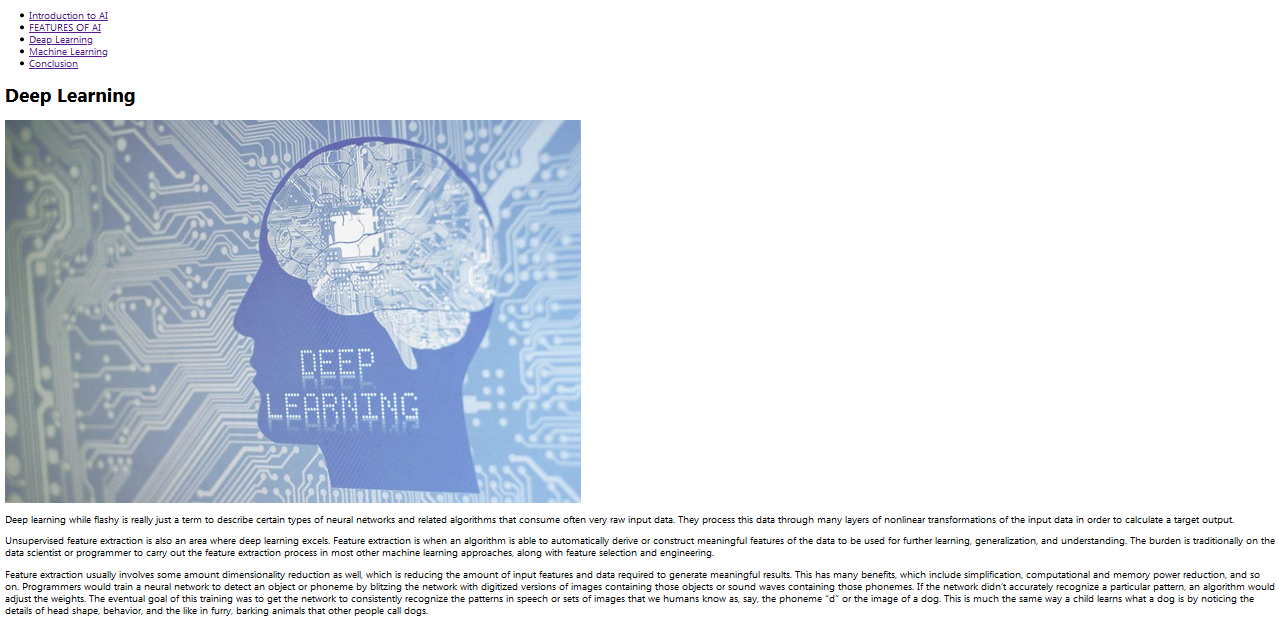 Introduction to AI
FEATURES OF AI
Deap Learning
Machine Learning
Conclusion
Deep Learning
DEEP
LEARNING
Deep learning while flashy is really just a term to describe certain types of neural networks and related algorithms that consume often very raw input data. They process this data through many layers of nonlinear transformations of the input data in order to calculate a target output.
Unsupervised feature extraction is also an area where deep learning excels. Feature extraction is when an algorithm is able to automatically derive or construct meaningful features of the data to be used for further learning, generalization, and understanding. The burden is traditionally on the
data scientist or programmer to carry out the feature extraction process in most other machine learning approaches, along with feature selection and engineering.
Feature extraction usually involves some amount dimensionality reduction as well, which is reducing the amount of input features and data required to generate meaningful results. This has many benefits, which include simplification, computational and memory power reduction, and so
on. Programmers would train a neural network to detect an object or phoneme by blitzing the network with digitized versions of images containing those objects or sound waves containing those phonemes. If the network didn't accurately recognize a particular pattern, an algorithm would
adjust the weights. The eventual goal of this training was to get the network to consistently recognize the patterns in speech or sets of images that we humans know as, say, the phoneme "d" or the image of a dog. This is much the same way a child learns what a dog is by noticing the
details of head shape, behavior, and the like in furry, barking animals that other people call dogs.